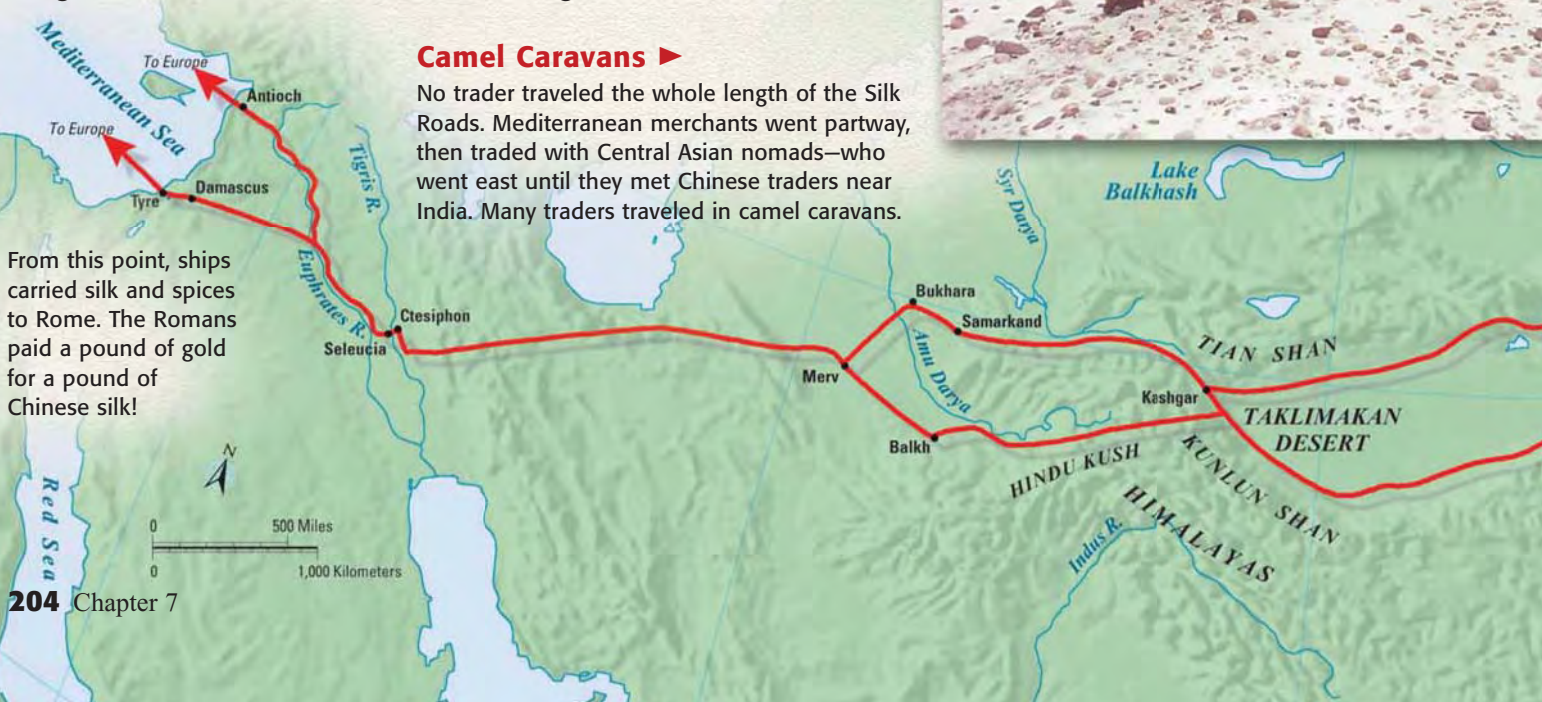 Camel Caravans ►
No trader traveled the whole length of the Silk
Roads. Mediterranean merchants went partway,
then traded with Central Asian nomads—who
went east until they met Chinese traders near
India. Many traders traveled in camel caravans.
Mediterranean Sea
To Europe
Antioch
To Europe
Tyre
Damascus
Tigris R.
Euphrates R.
From this point, ships
carried silk and spices
to Rome. The Romans
paid a pound of gold
for a pound of
Chinese silk!
Seleucia
Ctesiphon
Syr Darya
Lake
Balkhash
Bukhara
Samarkand
Merv
Amu Darya
Balkh
TIAN SHAN
Kashgar
TAKLIMAKAN
DESERT
HINDU KUSH
KUNLUN SHAN
HIMALAYAS
Indus R.
Red Sea
N
0 500 Miles
0 1,000 Kilometers
204 Chapter 7